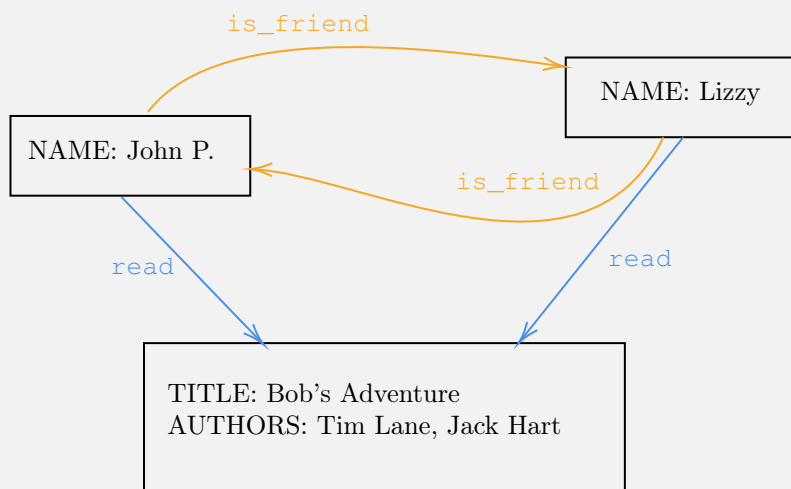 is_friend
NAME: Lizzy
NAME: John P.
is_friend
read
read
TITLE: Bob's Adventure
AUTHORS: Tim Lane, Jack Hart